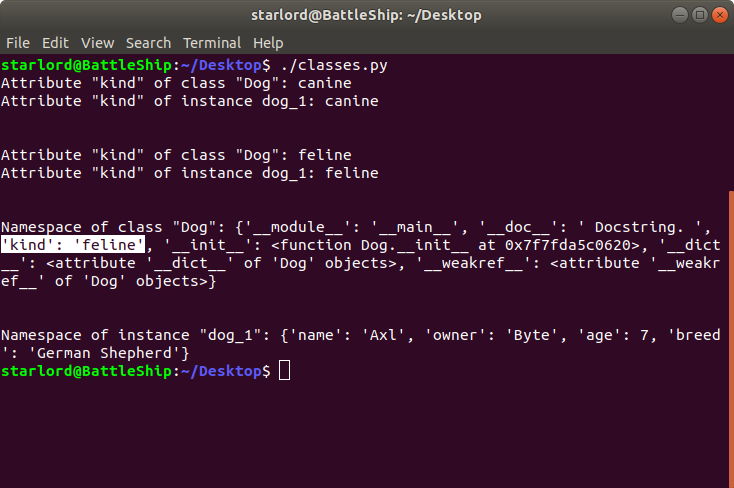 starlord@BattleShip: ~/Desktop
File Edit View Search Terminal Help
starlord@BattleShip:~/Desktop$ ./classes.py
Attribute "kind" of class "Dog": canine
Attribute "kind" of instance dog_1: canine
Attribute "kind" of class "Dog": feline
Attribute "kind" of instance dog_1: feline
Namespace of class "Dog": {'__module__': '__main__', '__doc__': ' Docstring. ',
'kind': 'feline', '__init__': <function Dog.__init__ at 0x7f7fda5c0620>, '__dict
__': <attribute '__dict__' of 'Dog' objects>, '__weakref__': <attribute '__weakr
ef__' of 'Dog' objects>}
Namespace of instance "dog_1": {'name': 'Axl', 'owner': 'Byte', 'age': 7, 'breed
': 'German Shepherd'}
starlord@BattleShip:~/Desktop$